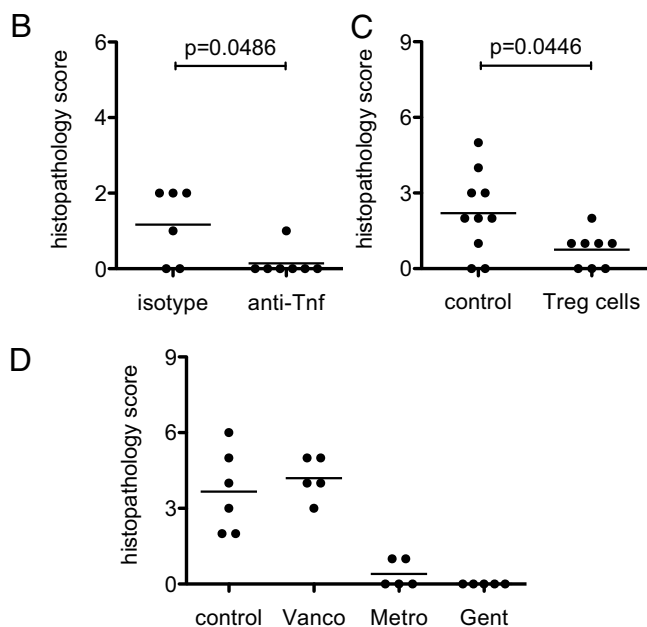 B
histopathology score
6
4
2
0
p=0.0486
isotype anti-Tnf
C
histopathology score
9
6
3
0
p=0.0446
control Treg cells
D
histopathology score
9
6
3
0
control Vanco Metro Gent